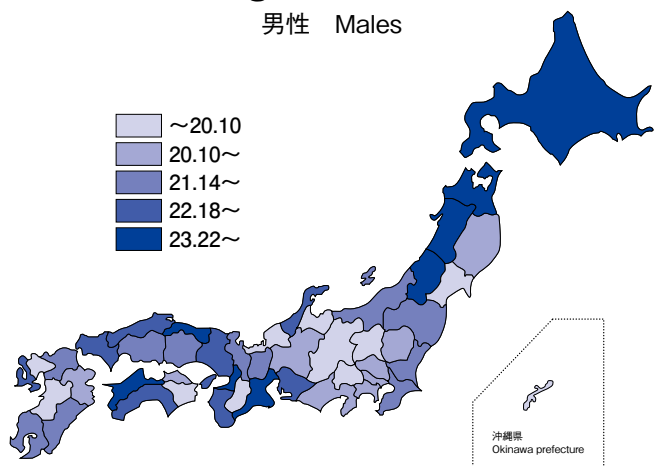 男性 Males
～20.10
20.10～
21.14～
22.18～
23.22～
沖縄県
Okinawa prefecture